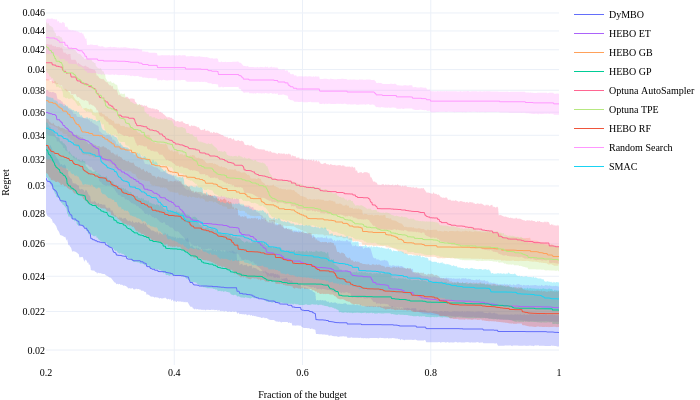 0.046
0.044
0.042
0.04
0.038
0.036
0.034
0.032
0.03
0.028
0.026
0.024
0.022
0.02
Regret
0.2
0.4
0.6
0.8
1
Fraction of the budget
DyMBO
HEBO ET
HEBO GB
HEBO GP
Optuna AutoSampler
Optuna TPE
HEBO RF
Random Search
SMAC